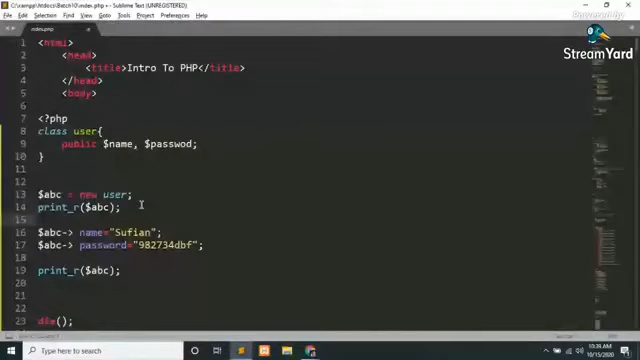 C:\xampp\htdocs\Batch10\index.php • - Sublime Text (UNREGISTERED)
File Edit Selection Find View Goto Tools Project Preferences Help
Powered by
StreamYard
index.php
1 <html>
2 <head>
3 <title>Intro To PHP</title>
4 </head>
5 <body>
6
7 <?php
8 class user{
9 public $name, $passwod;
10 }
11
12
13 $abc = new user;
14 print_r($abc);
15
16 $abc-> name="Sufian";
17 $abc-> password="982734dbf";
18
19 print_r($abc);
20
21
22
23 die();
Type here to search
10:39 AM
10/15/2020